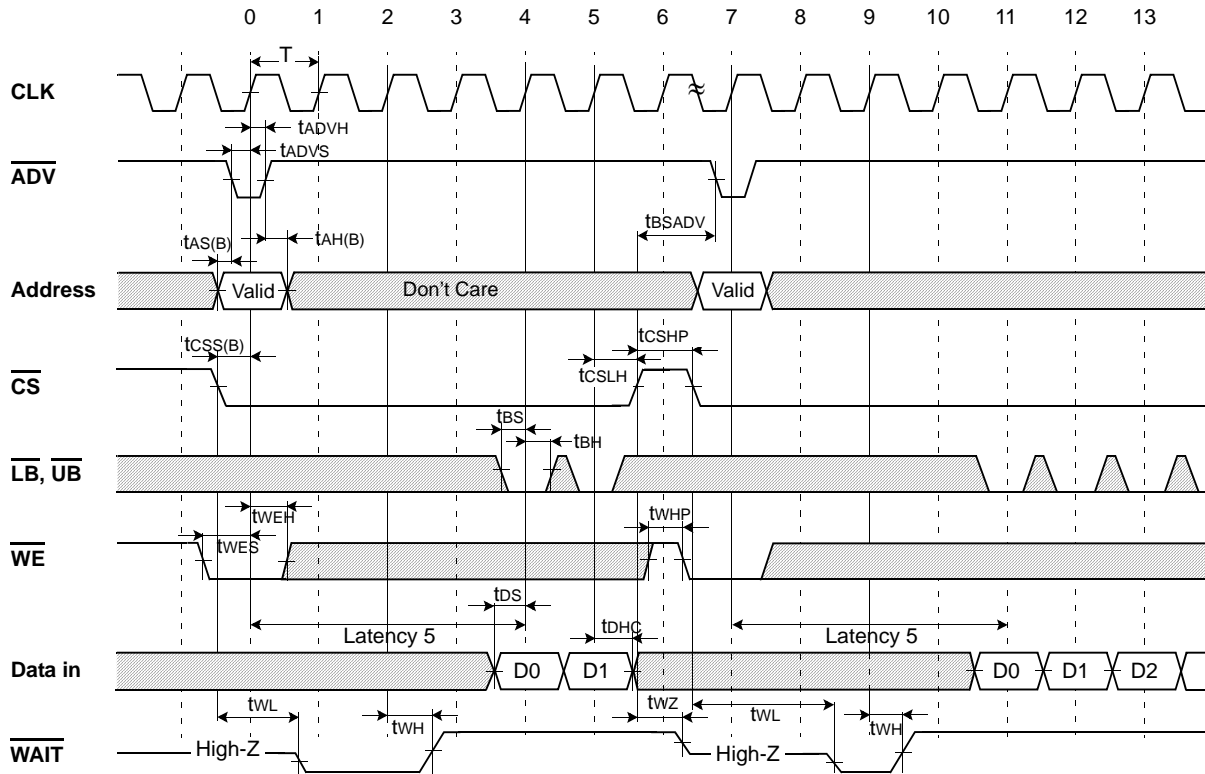 0 1 2 3 4 5 6 7 8 9 10 11 12 13
T
CLK
tADVH
tADVS
ADV
tBSADV
tAS(B)
tAH(B)
Address
Valid
Don't Care
Valid
tCSHP
tCSS(B)
tCSLH
CS
tBS
tBH
LB, UB
tWEH
tWHP
tWES
WE
tDS
tDHC
Latency 5
Latency 5
Data in
D0
D1
D0
D1
D2
tWL
tWH
tWZ
tWL
tWH
High-Z
High-Z
WAIT